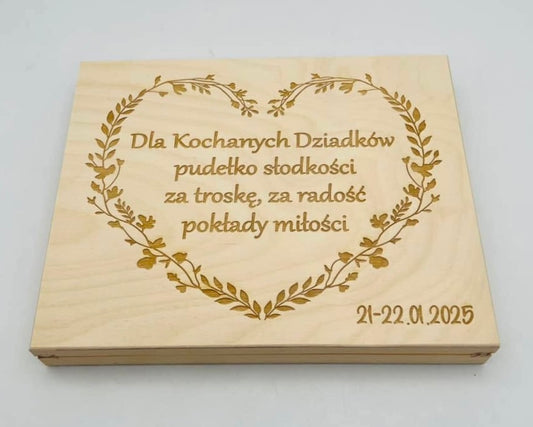 Dla Kochanych Dziadków
pudełko słodkości
za troskę, za radość
pokłady miłości
21-22.01.2025